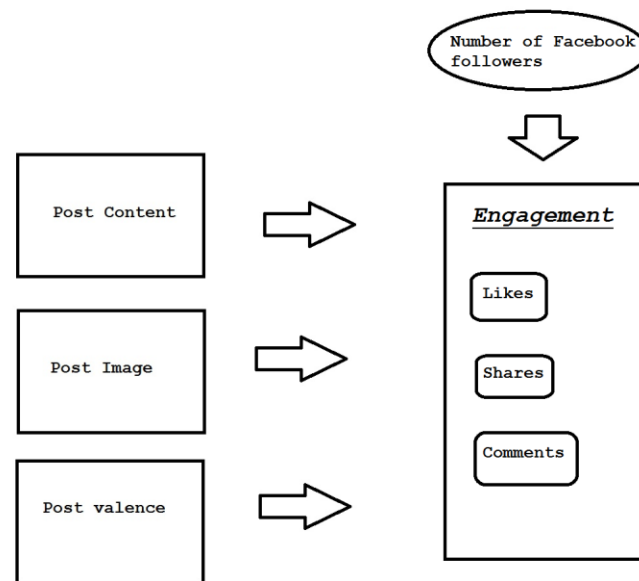 Number of Facebook
followers
Post Content
Engagement
Likes
Post Image
Shares
Comments
Post valence